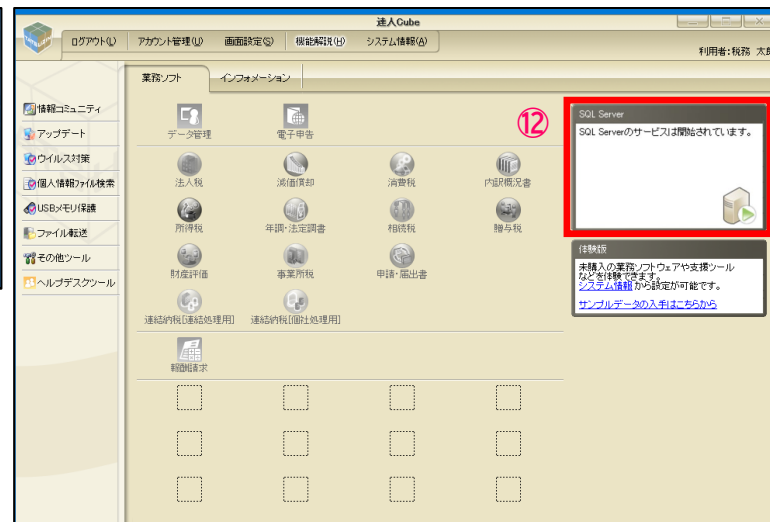 達人Cube
ログアウト(L) アカウント管理(U) 画面設定(S) 機能解説(H) システム情報(A)
利用者:税務 太郎
業務ソフト インフォメーション
情報コミュニティ
アップデート
ウイルス対策
個人情報ファイル検索
USBメモリ保護
ファイル転送
その他ツール
ヘルプデスクツール
データ管理 電子申告
法人税 減価償却 消費税 内訳概況書
所得税 年調・法定調書 相続税 贈与税
財産評価 事業所税 申請・届出書
連結納税[連結処理用] 連結納税[個社処理用]
報酬請求
⑫
SQL Server
SQL Serverのサービスは開始されています。
体験版
未購入の業務ソフトウェアや支援ツール
などを体験できます。
システム情報から設定が可能です。
サンプルデータの入手はこちらから